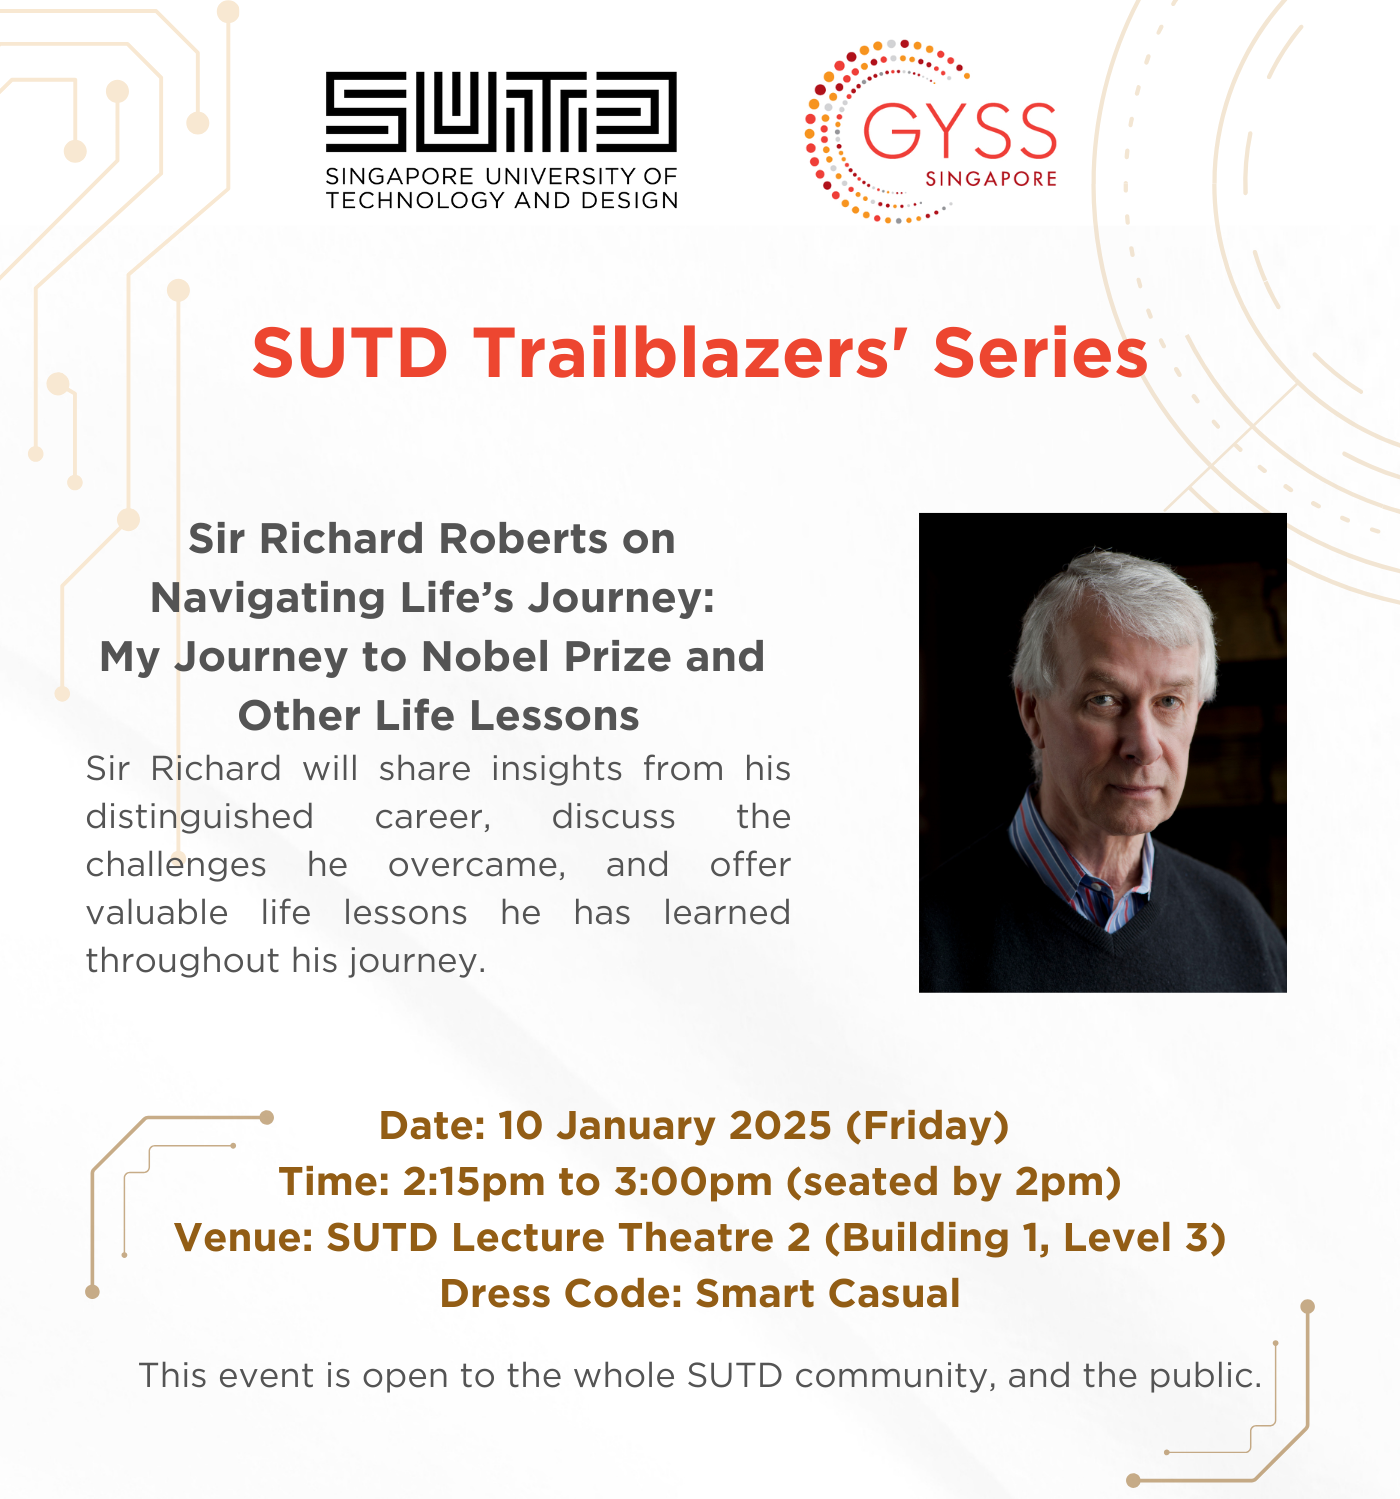 SUTD
SINGAPORE UNIVERSITY OF
TECHNOLOGY AND DESIGN
GYSS
SINGAPORE
SUTD Trailblazers' Series
Sir Richard Roberts on
Navigating Life’s Journey:
My Journey to Nobel Prize and
Other Life Lessons
Sir Richard will share insights from his
distinguished career, discuss the
challenges he overcame, and offer
valuable life lessons he has learned
throughout his journey.
Date: 10 January 2025 (Friday)
Time: 2:15pm to 3:00pm (seated by 2pm)
Venue: SUTD Lecture Theatre 2 (Building 1, Level 3)
Dress Code: Smart Casual
This event is open to the whole SUTD community, and the public.